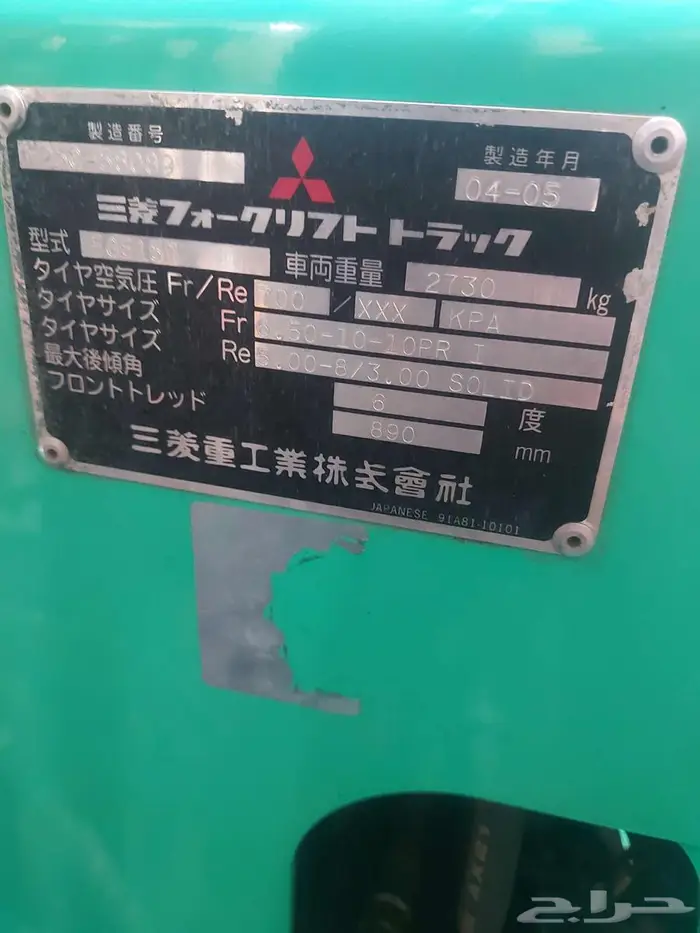 製造番号
製造年月
04-05
三菱フォークリフト トラック
型式
車両重量 2730 kg
タイヤ空気圧 Fr/Re 700 / XXX KPA
タイヤサイズ Fr 6.50-10-10PR I
タイヤサイズ Re 5.00-8/3.00 SOLID
最大後傾角 6 度
フロントトレッド 890 mm
三菱重工業株式會社
JAPANESE 91A81-10101
حراج